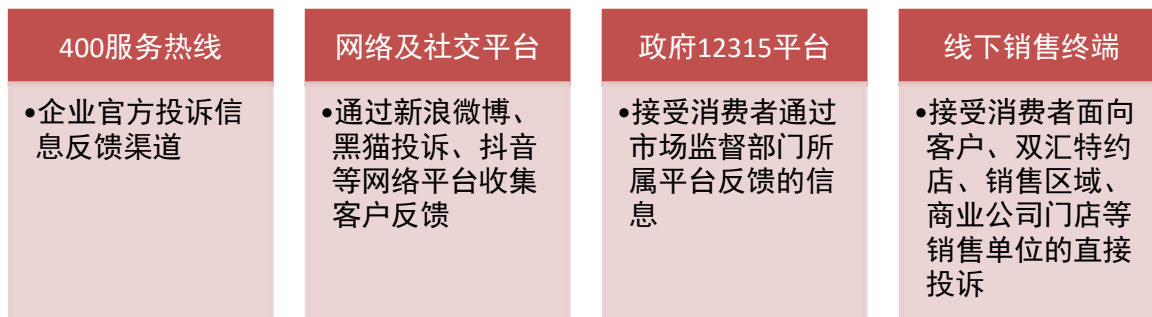 400服务热线
•企业官方投诉信
息反馈渠道
网络及社交平台
•通过新浪微博、
黑猫投诉、抖音
等网络平台收集
客户反馈
政府12315平台
•接受消费者通过
市场监督部门所
属平台反馈的信
息
线下销售终端
•接受消费者面向
客户、双汇特约
店、销售区域、
商业公司门店等
销售单位的直接
投诉